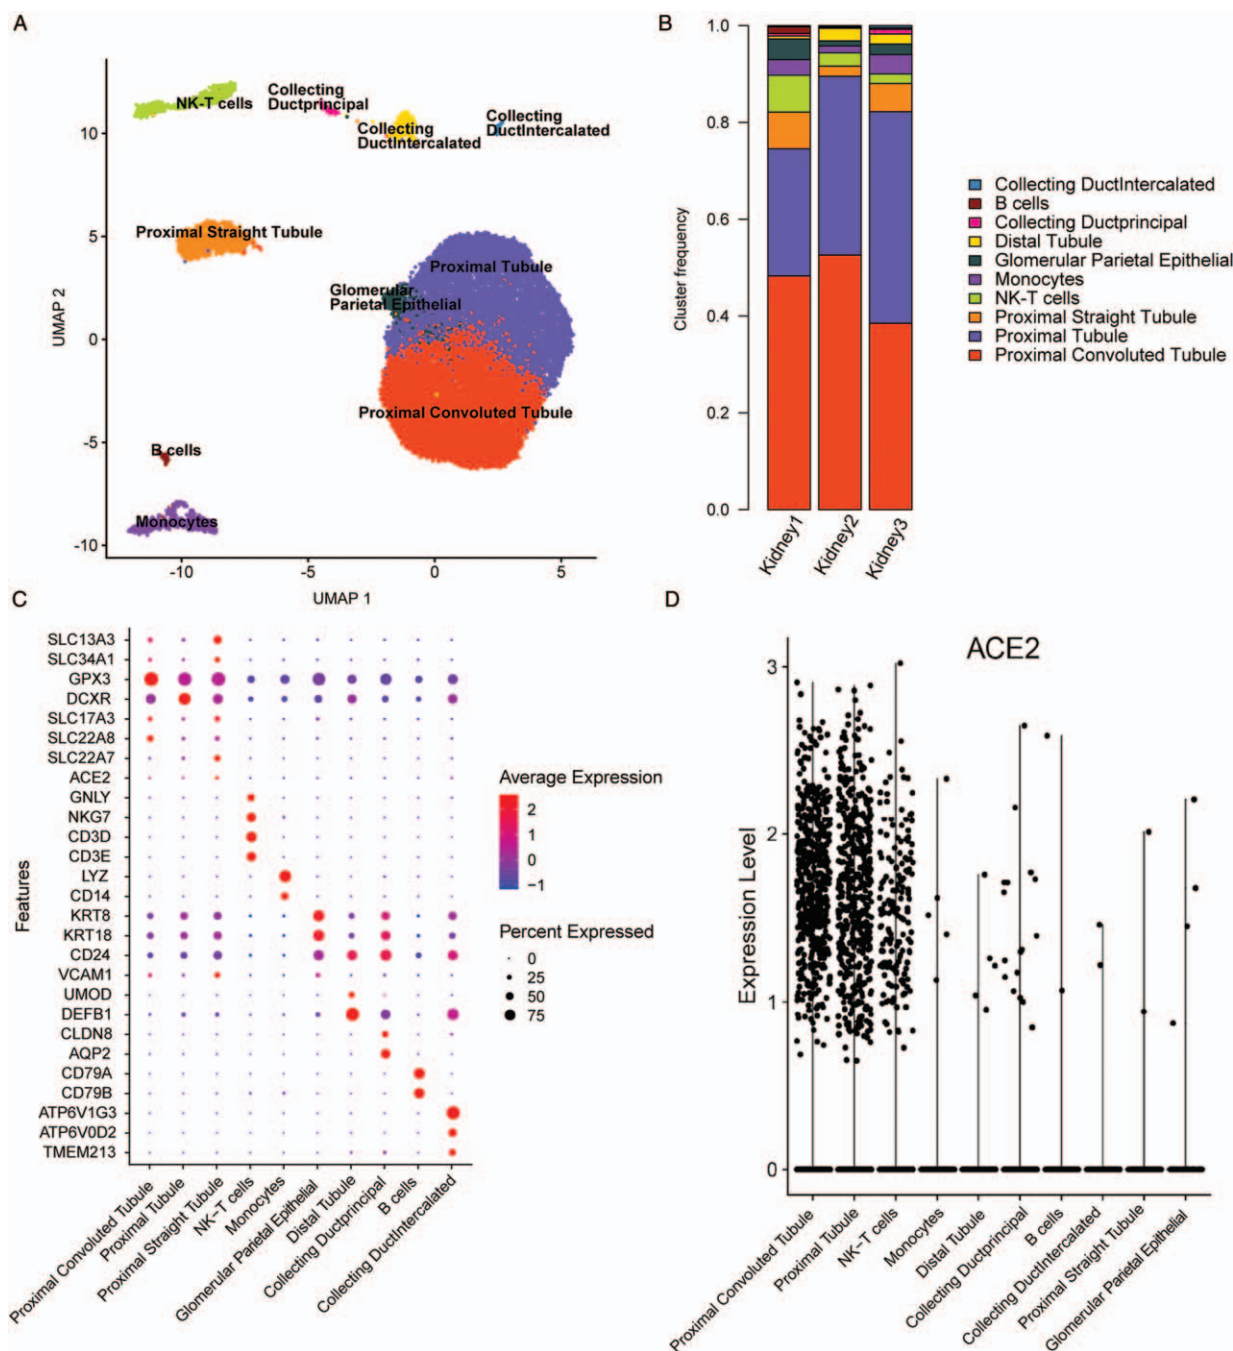 A
NK-T cells
Collecting
Ductprincipal
Collecting
DuctIntercalated
Collecting
DuctIntercalated
Proximal Straight Tubule
Proximal Tubule
Glomerular
Parietal Epithelial
Proximal Convoluted Tubule
B cells
Monocytes
10
5
0
-5
-10
UMAP 2
-10
-5
0
5
UMAP 1
B
1.0
0.8
0.6
0.4
0.2
0.0
Cluster frequency
Kidney1
Kidney2
Kidney3
Collecting DuctIntercalated
B cells
Collecting Ductprincipal
Distal Tubule
Glomerular Parietal Epithelial
Monocytes
NK-T cells
Proximal Straight Tubule
Proximal Tubule
Proximal Convoluted Tubule
C
SLC13A3
SLC34A1
GPX3
DCXR
SLC17A3
SLC22A8
SLC22A7
ACE2
GNLY
NKG7
CD3D
CD3E
LYZ
CD14
KRT8
KRT18
CD24
VCAM1
UMOD
DEFB1
CLDN8
AQP2
CD79A
CD79B
ATP6V1G3
ATP6V0D2
TMEM213
Features
Proximal Convoluted Tubule
Proximal Tubule
Proximal Straight Tubule
NK-T cells
Monocytes
Glomerular Parietal Epithelial
Distal Tubule
Collecting Ductprincipal
B cells
Collecting DuctIntercalated
Average Expression
2
1
0
−1
Percent Expressed
0
25
50
75
D
ACE2
3
2
1
0
Expression Level
Proximal Convoluted Tubule
Proximal Tubule
NK−T cells
Monocytes
Distal Tubule
Collecting Ductprincipal
B cells
Collecting DuctIntercalated
Proximal Straight Tubule
Glomerular Parietal Epithelial